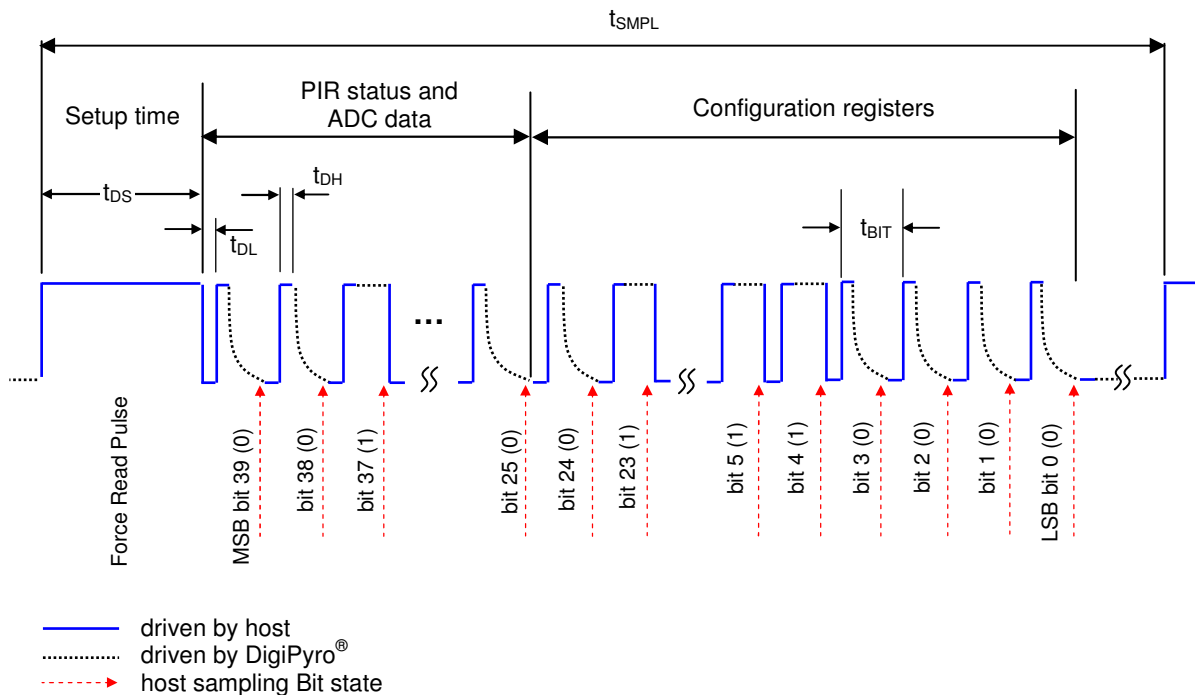 tSMPL
Setup time
PIR status and
ADC data
Configuration registers
tDS
tDH
tDL
tBIT
...
Force Read Pulse
MSB bit 39 (0)
bit 38 (0)
bit 37 (1)
bit 25 (0)
bit 24 (0)
bit 23 (1)
bit 5 (1)
bit 4 (1)
bit 3 (0)
bit 2 (0)
bit 1 (0)
LSB bit 0 (0)
driven by host
driven by DigiPyro®
host sampling Bit state